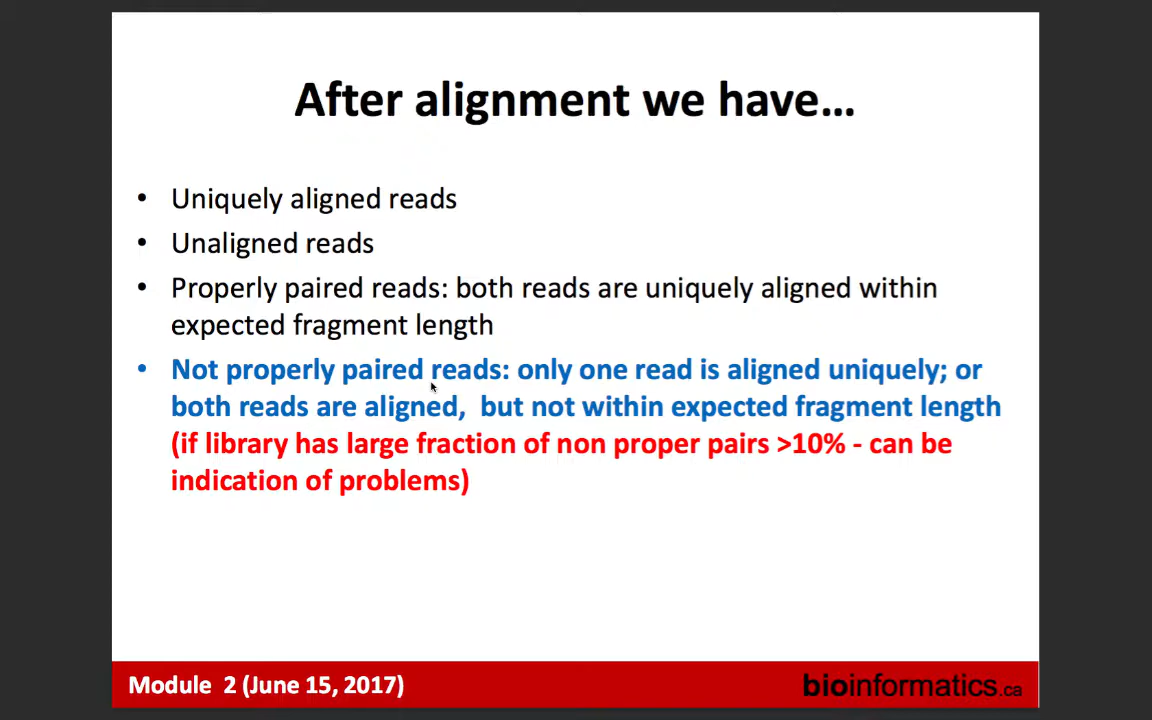 After alignment we have...
• Uniquely aligned reads
• Unaligned reads
• Properly paired reads: both reads are uniquely aligned within
expected fragment length
• Not properly paired reads: only one read is aligned uniquely; or
both reads are aligned,  but not within expected fragment length
(if library has large fraction of non proper pairs >10% - can be
indication of problems)
Module  2 (June 15, 2017)
bioinformatics.ca